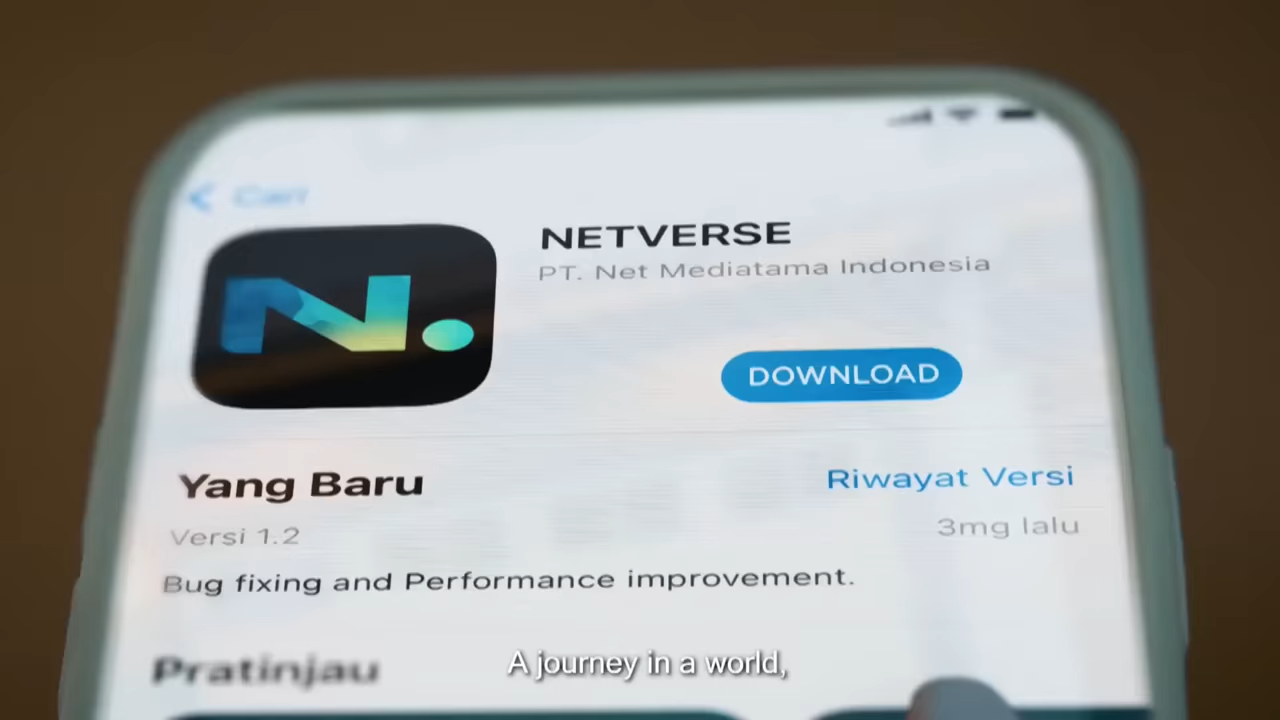 Cari
N.
NETVERSE
PT. Net Mediatama Indonesia
DOWNLOAD
Yang Baru
Riwayat Versi
Versi 1.2
3mg lalu
Bug fixing and Performance improvement.
Pratinjau
A journey in a world,